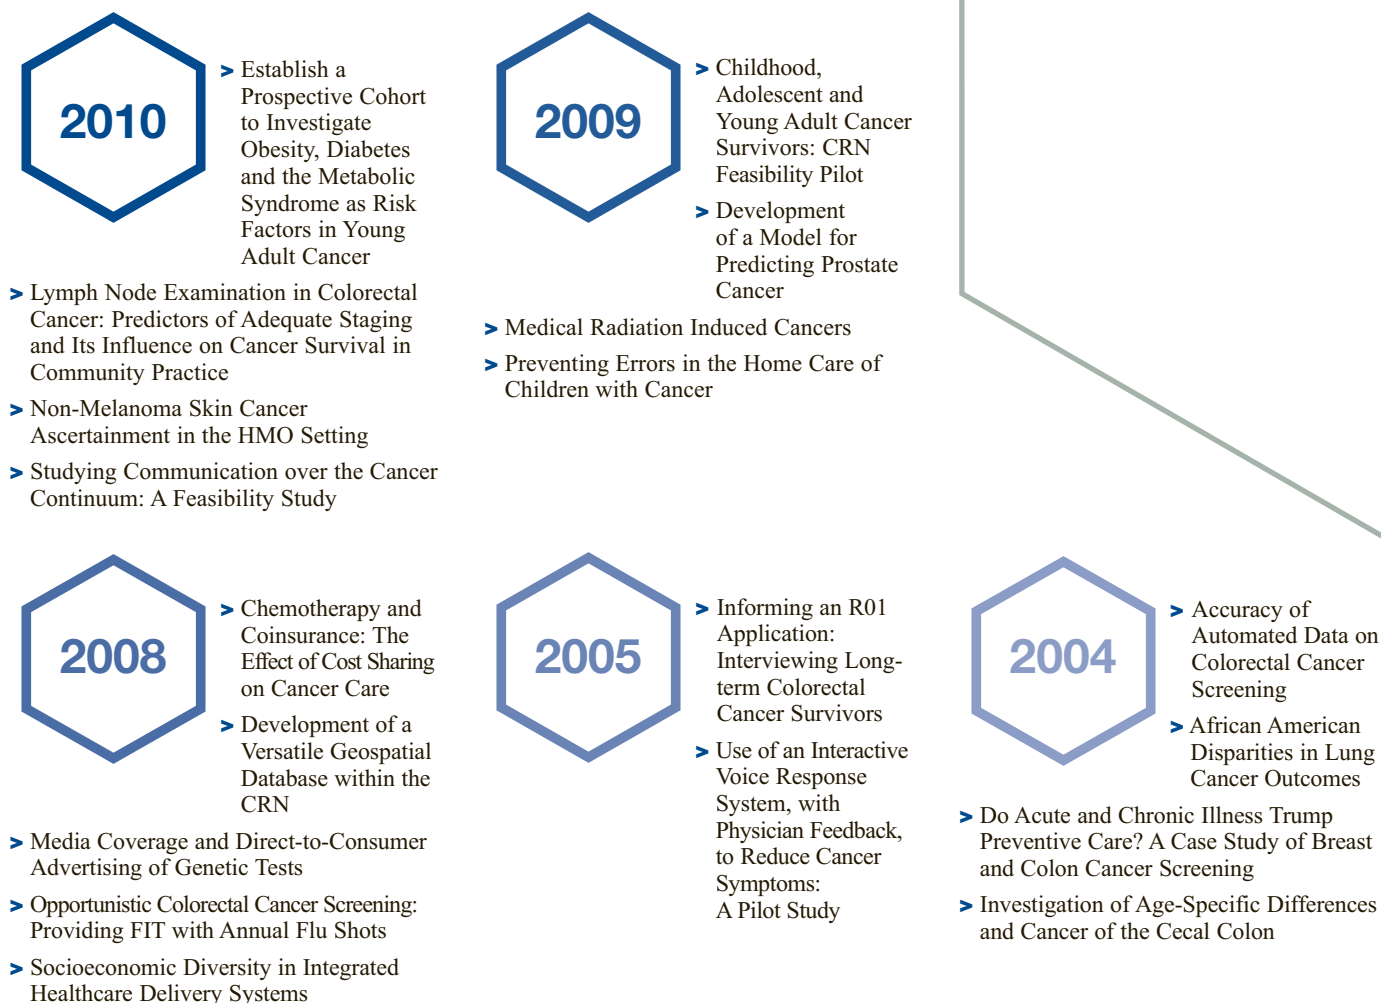 2010
> Establish a
Prospective Cohort
to Investigate
Obesity, Diabetes
and the Metabolic
Syndrome as Risk
Factors in Young
Adult Cancer
> Lymph Node Examination in Colorectal
Cancer: Predictors of Adequate Staging
and Its Influence on Cancer Survival in
Community Practice
> Non-Melanoma Skin Cancer
Ascertainment in the HMO Setting
> Studying Communication over the Cancer
Continuum: A Feasibility Study
2009
> Childhood,
Adolescent and
Young Adult Cancer
Survivors: CRN
Feasibility Pilot
> Development
of a Model for
Predicting Prostate
Cancer
> Medical Radiation Induced Cancers
> Preventing Errors in the Home Care of
Children with Cancer
2008
> Chemotherapy and
Coinsurance: The
Effect of Cost Sharing
on Cancer Care
> Development of a
Versatile Geospatial
Database within the
CRN
> Media Coverage and Direct-to-Consumer
Advertising of Genetic Tests
> Opportunistic Colorectal Cancer Screening:
Providing FIT with Annual Flu Shots
> Socioeconomic Diversity in Integrated
Healthcare Delivery Systems
2005
> Informing an R01
Application:
Interviewing Long-
term Colorectal
Cancer Survivors
> Use of an Interactive
Voice Response
System, with
Physician Feedback,
to Reduce Cancer
Symptoms:
A Pilot Study
2004
> Accuracy of
Automated Data on
Colorectal Cancer
Screening
> African American
Disparities in Lung
Cancer Outcomes
> Do Acute and Chronic Illness Trump
Preventive Care? A Case Study of Breast
and Colon Cancer Screening
> Investigation of Age-Specific Differences
and Cancer of the Cecal Colon